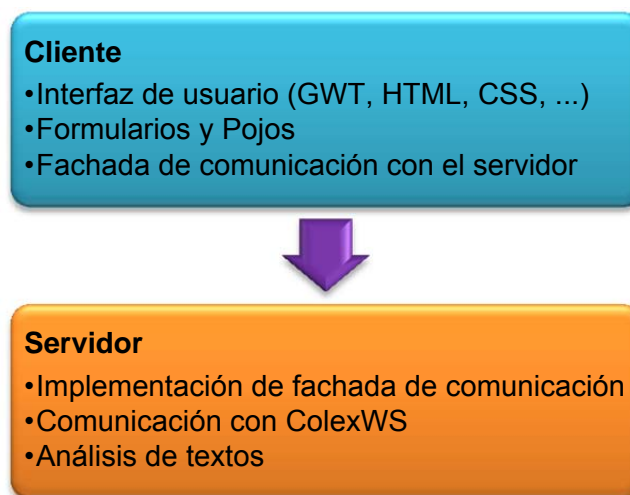 Cliente
•Interfaz de usuario (GWT, HTML, CSS, ...)
•Formularios y Pojos
•Fachada de comunicación con el servidor
Servidor
•Implementación de fachada de comunicación
•Comunicación con ColexWS
•Análisis de textos